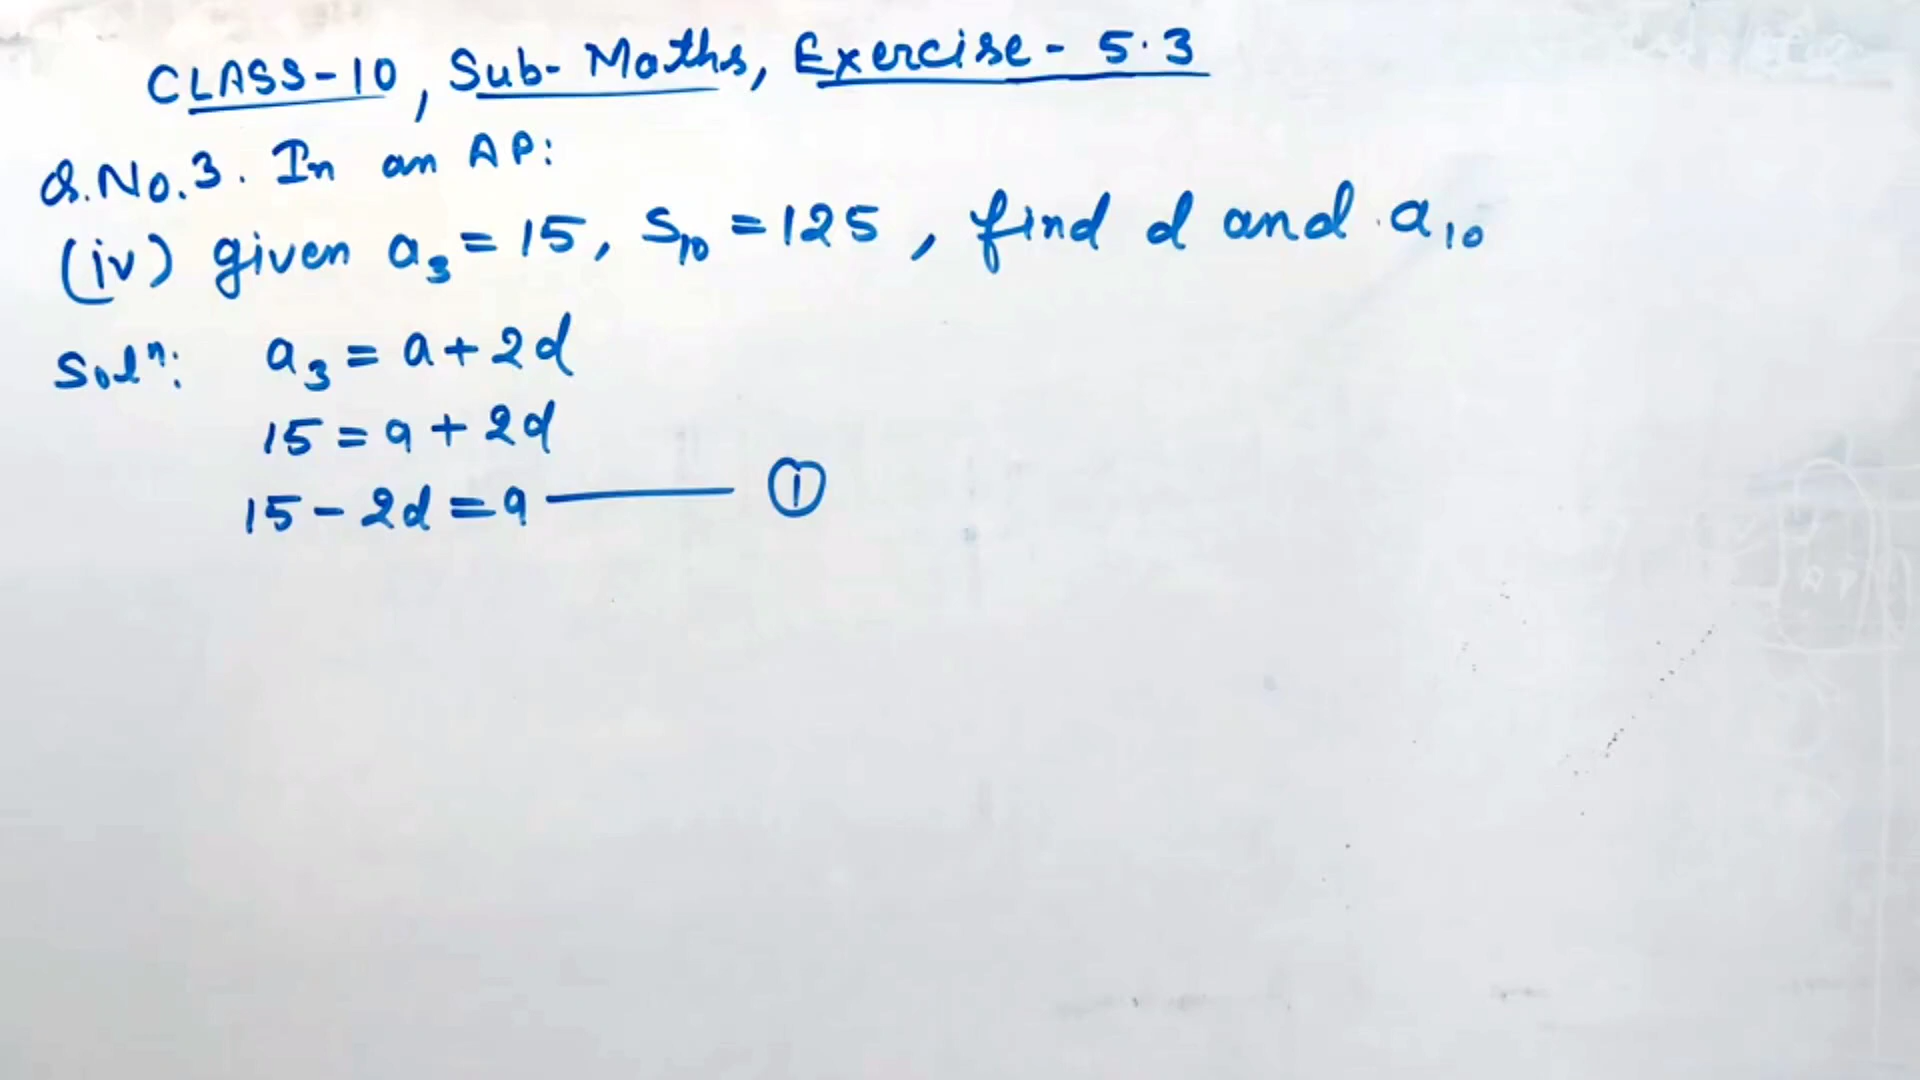 CLASS-10, Sub- Maths, Exercise - 5.3
Q.No.3. In an AP:
(iv) given a₃ = 15, S₁₀ = 125, find d and a₁₀
Solⁿ: a₃ = a + 2d
15 = a + 2d
15 - 2d = a ——— ①